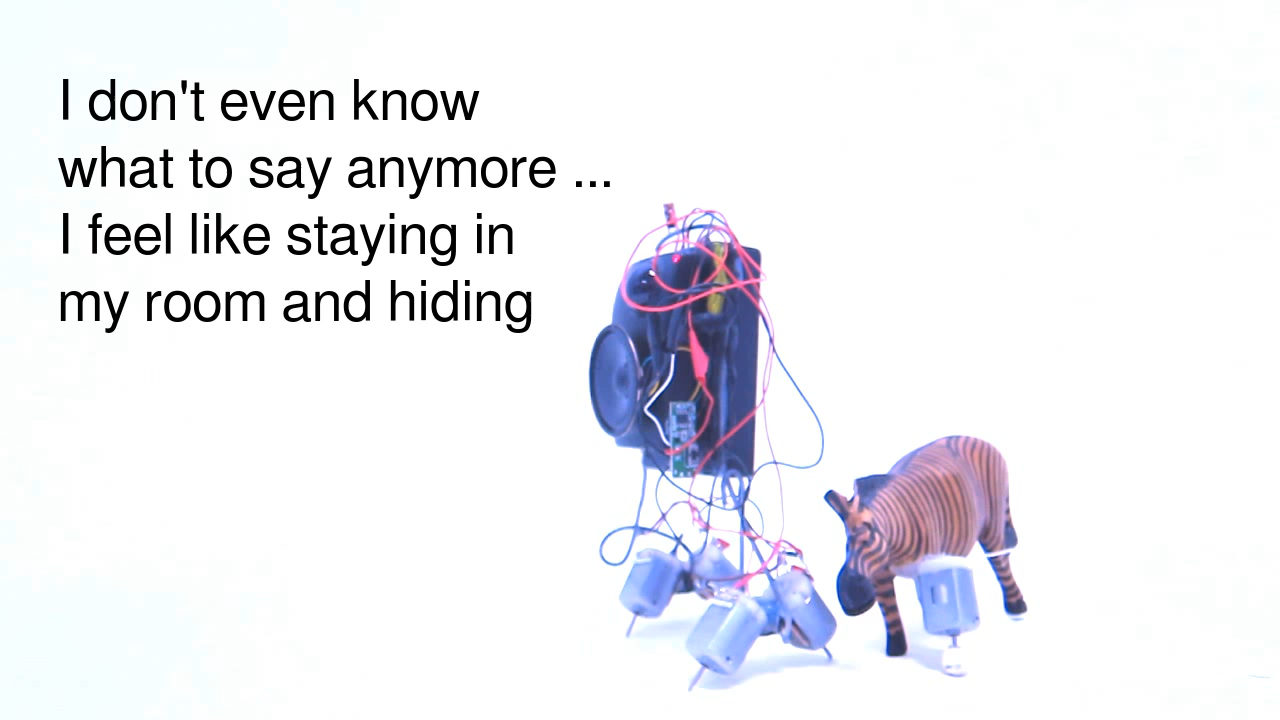 I don't even know
what to say anymore ...
I feel like staying in
my room and hiding